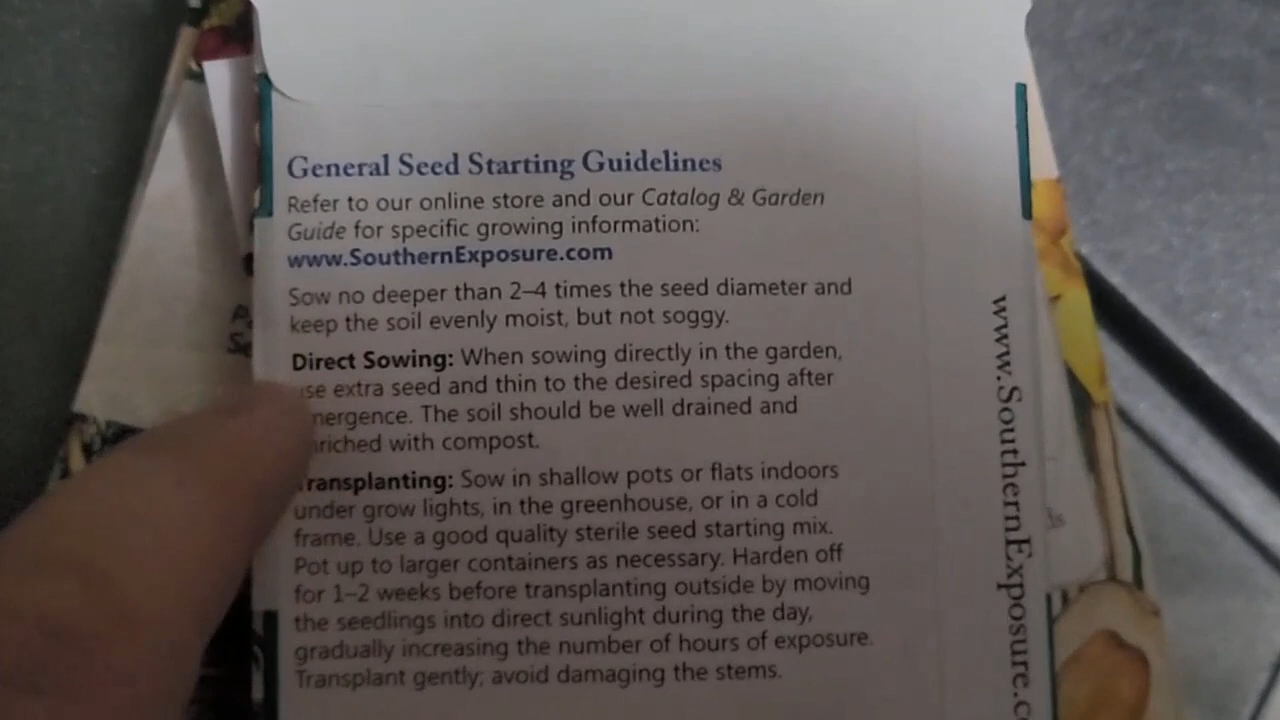 General Seed Starting Guidelines
Refer to our online store and our Catalog & Garden
Guide for specific growing information:
www.SouthernExposure.com
Sow no deeper than 2–4 times the seed diameter and
keep the soil evenly moist, but not soggy.
Direct Sowing: When sowing directly in the garden,
use extra seed and thin to the desired spacing after
mergence. The soil should be well drained and
riched with compost.
Transplanting: Sow in shallow pots or flats indoors
under grow lights, in the greenhouse, or in a cold
frame. Use a good quality sterile seed starting mix.
Pot up to larger containers as necessary. Harden off
for 1–2 weeks before transplanting outside by moving
the seedlings into direct sunlight during the day,
gradually increasing the number of hours of exposure.
Transplant gently; avoid damaging the stems.
www.SouthernExposure.c